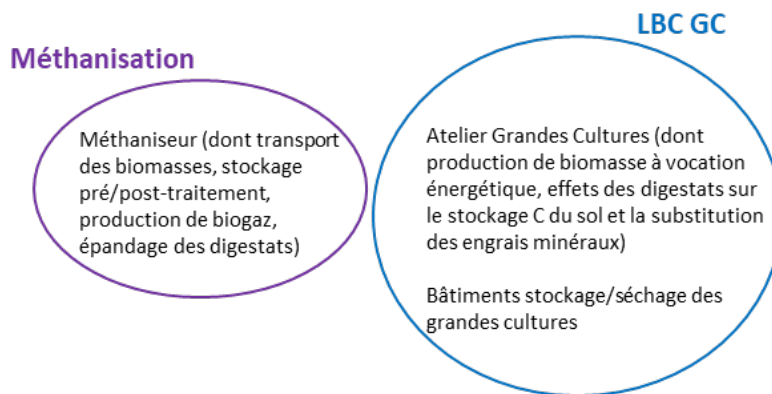 LBC GC
Méthanisation
Méthaniseur (dont transport
des biomasses, stockage
pré/post-traitement,
production de biogaz,
épandage des digestats)
Atelier Grandes Cultures (dont
production de biomasse à vocation
énergétique, effets des digestats sur
le stockage C du sol et la substitution
des engrais minéraux)
Bâtiments stockage/séchage des
grandes cultures